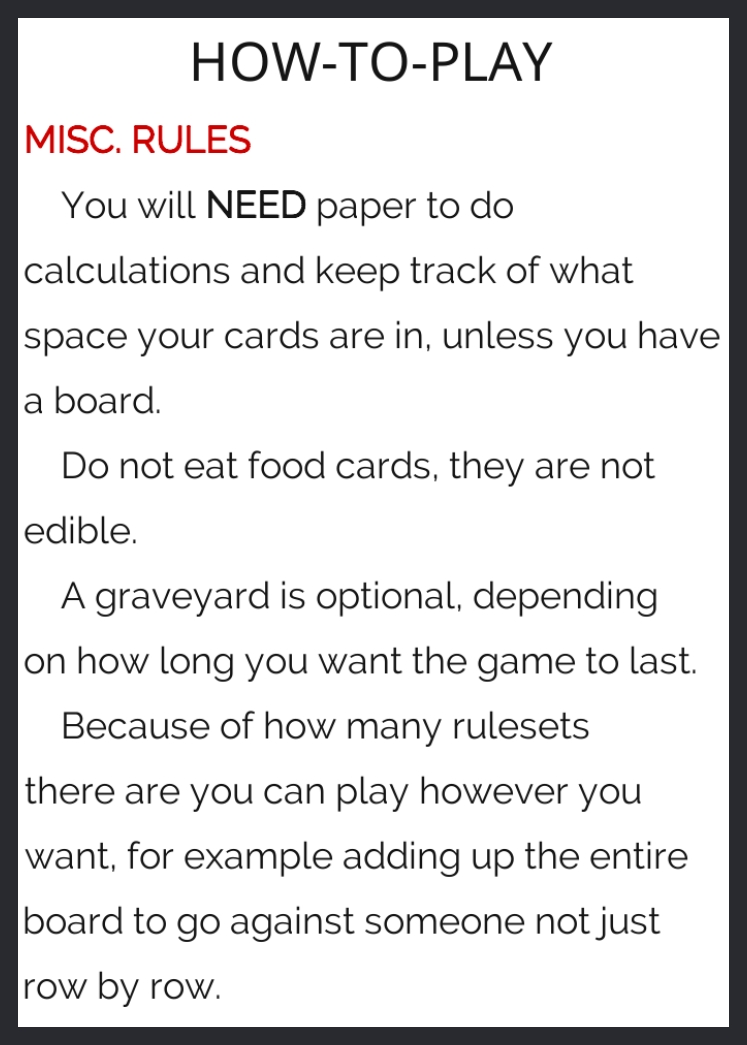 HOW-TO-PLAY
MISC. RULES
You will NEED paper to do
calculations and keep track of what
space your cards are in, unless you have
a board.
Do not eat food cards, they are not
edible.
A graveyard is optional, depending
on how long you want the game to last.
Because of how many rulesets
there are you can play however you
want, for example adding up the entire
board to go against someone not just
row by row.